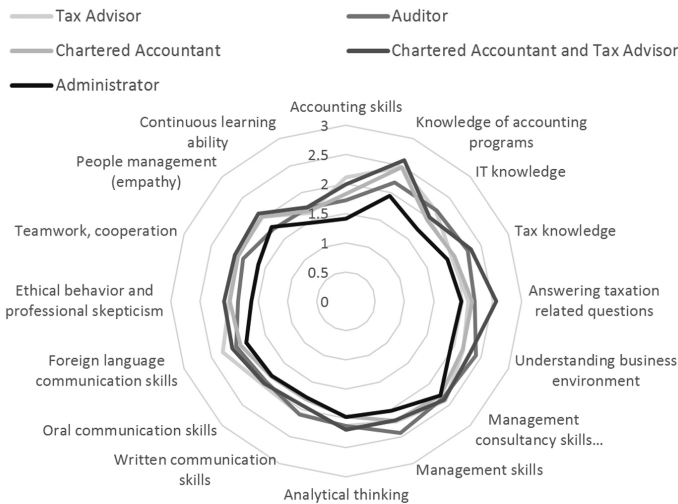 Tax Advisor
Auditor
Chartered Accountant
Chartered Accountant and Tax Advisor
Administrator
Accounting skills
Continuous learning
ability
Knowledge of accounting
programs
People management
(empathy)
IT knowledge
Teamwork, cooperation
Tax knowledge
Ethical behavior and
professional skepticism
Answering taxation
related questions
Foreign language
communication skills
Understanding business
environment
Oral communication skills
Management
consultancy skills...
Written communication
skills
Management skills
Analytical thinking
3
2.5
2
1.5
1
0.5
0